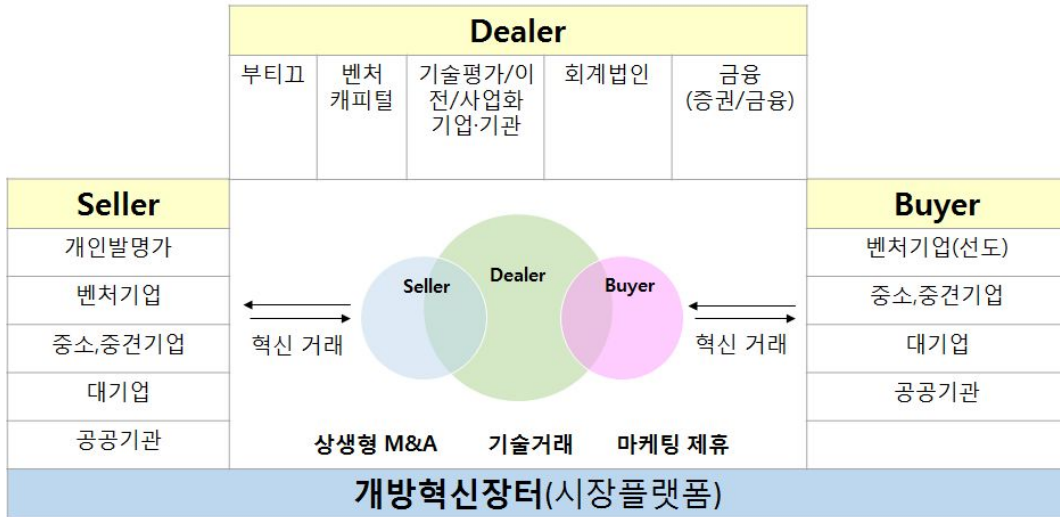 Dealer
부티끄
벤처
캐피털
기술평가/이
전/사업화
기업·기관
회계법인
금융
(증권/금융)
Seller
개인발명가
벤처기업
중소,중견기업
대기업
공공기관
Seller
Dealer
Buyer
혁신 거래
혁신 거래
상생형 M&A
기술거래
마케팅 제휴
Buyer
벤처기업(선도)
중소,중견기업
대기업
공공기관
개방혁신장터(시장플랫폼)